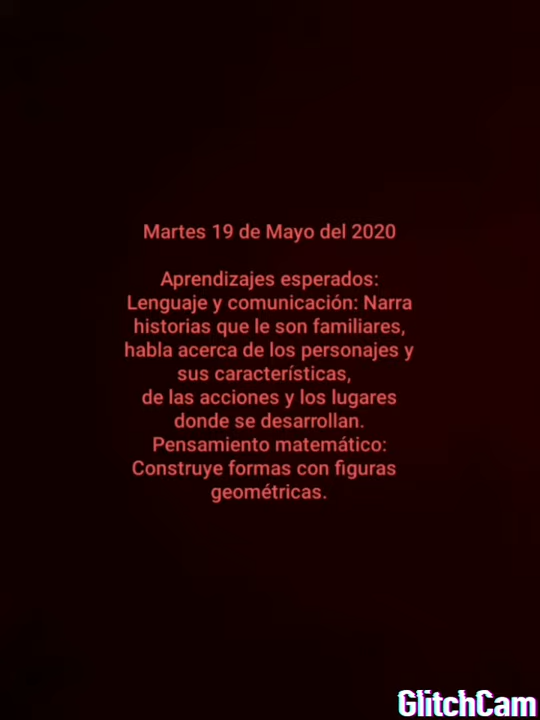 Martes 19 de Mayo del 2020
Aprendizajes esperados:
Lenguaje y comunicación: Narra
historias que le son familiares,
habla acerca de los personajes y
sus características,
de las acciones y los lugares
donde se desarrollan.
Pensamiento matemático:
Construye formas con figuras
geométricas.
GlitchCam